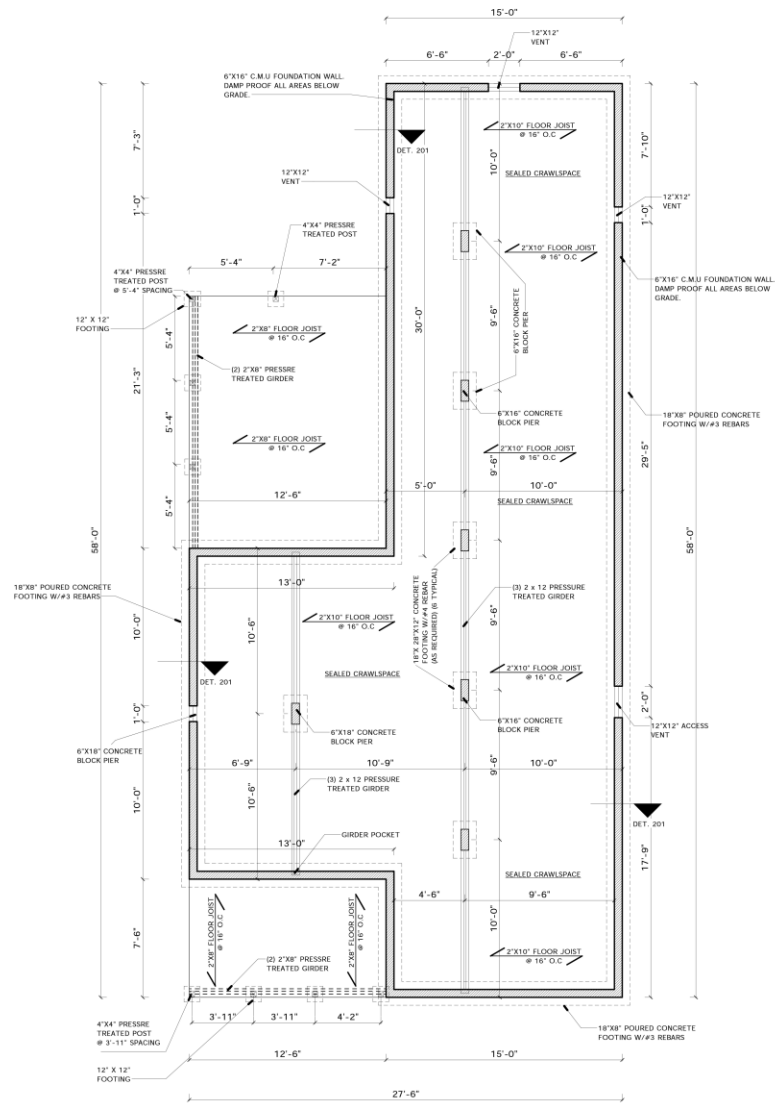 15'-0"
12"X12"
VENT
6'-6"
2'-0"
6'-6"
6"X16" C.M.U FOUNDATION WALL.
DAMP PROOF ALL AREAS BELOW
GRADE.
7'-3"
2"X10" FLOOR JOIST
@ 16" O.C
DET. 201
10'-0"
7'-10"
SEALED CRAWLSPACE
12"X12"
VENT
12"X12"
VENT
1'-0"
1'-0"
4"X4" PRESSRE
TREATED POST
5'-4"
7'-2"
2"X10" FLOOR JOIST
@ 16" O.C
4"X4" PRESSRE
TREATED POST
@ 5'-4" SPACING
6"X16" C.M.U FOUNDATION WALL.
DAMP PROOF ALL AREAS BELOW
GRADE.
12" X 12"
FOOTING
5'-4"
2"X8" FLOOR JOIST
@ 16" O.C
30'-0"
9'-6"
6"X16" CONCRETE
BLOCK PIER
(2) 2"X8" PRESSRE
TREATED GIRDER
21'-3"
6"X16" CONCRETE
BLOCK PIER
18"X8" POURED CONCRETE
FOOTING W/#3 REBARS
5'-4"
2"X8" FLOOR JOIST
@ 16" O.C
2"X10" FLOOR JOIST
@ 16" O.C
9'-6"
29'-5"
12'-6"
5'-0"
10'-0"
SEALED CRAWLSPACE
5'-4"
58'-0"
58'-0"
18"X8" POURED CONCRETE
FOOTING W/#3 REBARS
13'-0"
18"X 28"X12" CONCRETE
FOOTING W/#4 REBAR
(AS REQUIRED) (6 TYPICAL)
(3) 2 x 12 PRESSURE
TREATED GIRDER
10'-0"
10'-6"
2"X10" FLOOR JOIST
@ 16" O.C
9'-6"
SEALED CRAWLSPACE
2"X10" FLOOR JOIST
@ 16" O.C
DET. 201
2'-0"
1'-0"
6"X18" CONCRETE
BLOCK PIER
6"X16" CONCRETE
BLOCK PIER
12"X12" ACCESS
VENT
6"X18" CONCRETE
BLOCK PIER
6'-9"
10'-9"
9'-6"
10'-0"
(3) 2 x 12 PRESSURE
TREATED GIRDER
10'-0"
10'-6"
DET. 201
GIRDER POCKET
13'-0"
17'-9"
SEALED CRAWLSPACE
4'-6"
9'-6"
7'-6"
2"X8" FLOOR JOIST
@ 16" O.C
2"X8" FLOOR JOIST
@ 16" O.C
10'-0"
2"X10" FLOOR JOIST
@ 16" O.C
(2) 2"X8" PRESSRE
TREATED GIRDER
4"X4" PRESSRE
TREATED POST
@ 3'-11" SPACING
3'-11"
3'-11"
4'-2"
18"X8" POURED CONCRETE
FOOTING W/#3 REBARS
12'-6"
15'-0"
12" X 12"
FOOTING
27'-6"